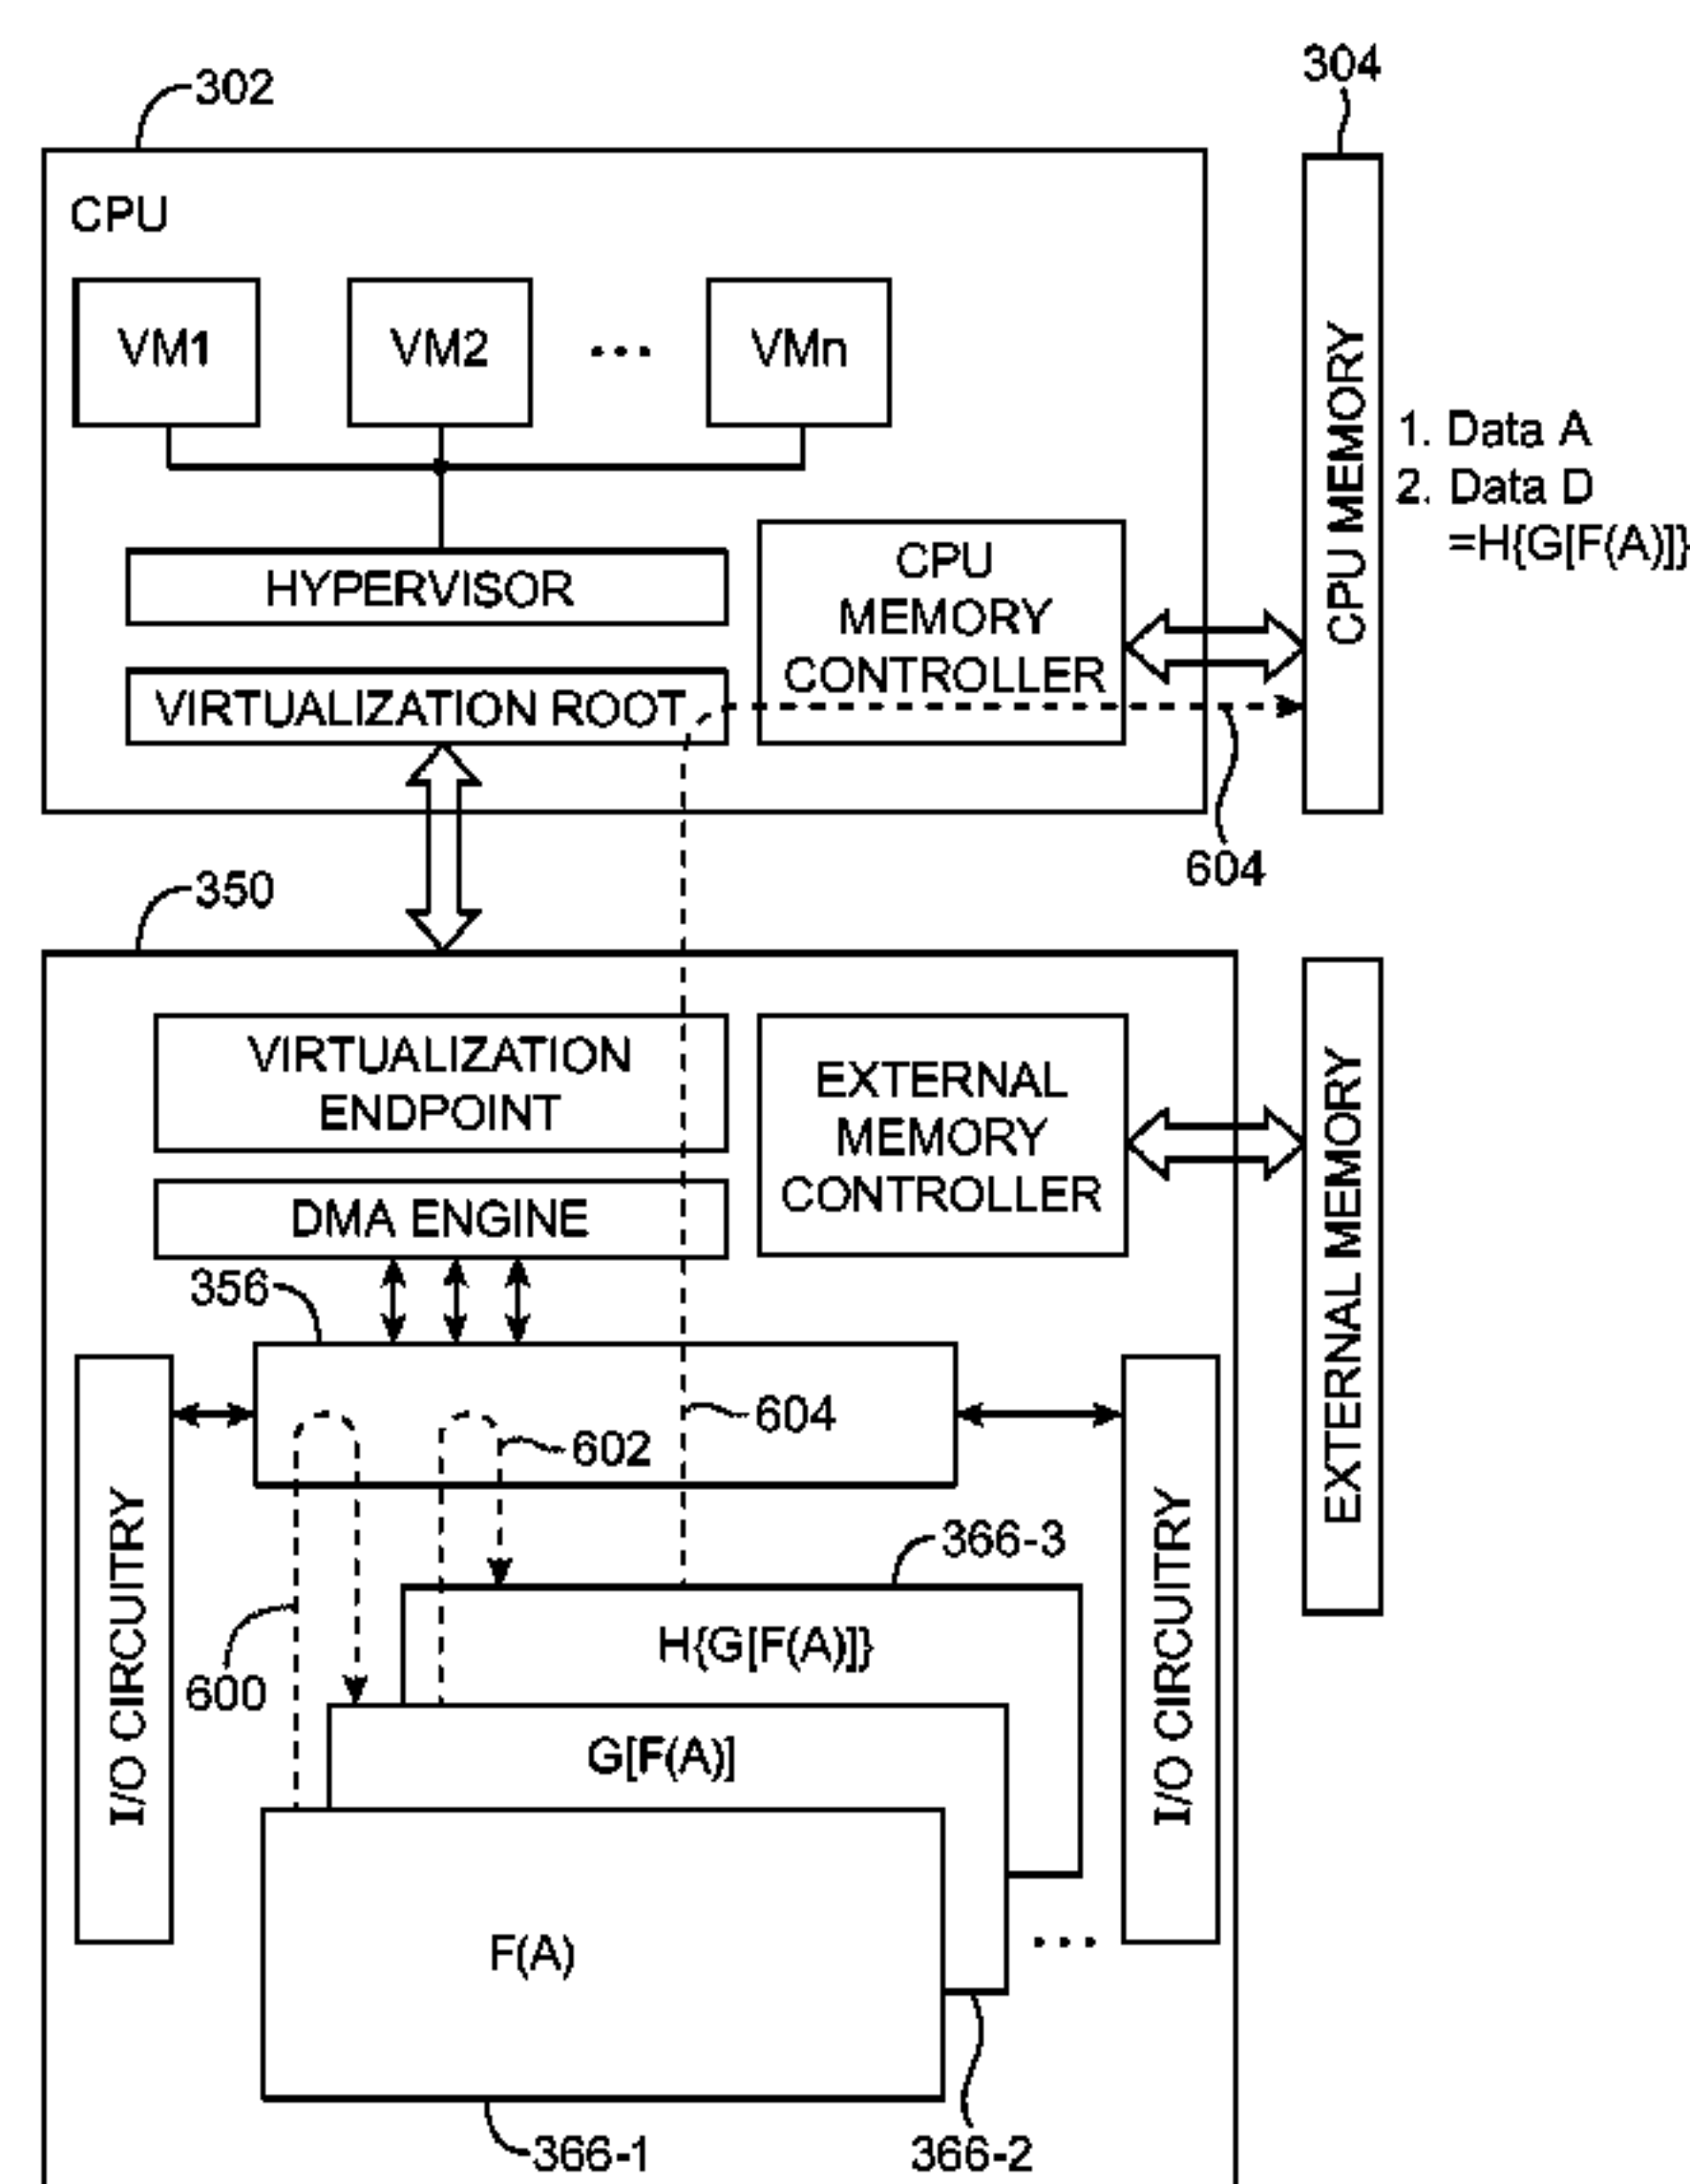 302
304
CPU
VM1
VM2
...
VMn
CPU MEMORY
1. Data A
2. Data D
=H{G[F(A)]}
HYPERVISOR
CPU
MEMORY
CONTROLLER
VIRTUALIZATION ROOT
604
350
VIRTUALIZATION
ENDPOINT
EXTERNAL
MEMORY
CONTROLLER
EXTERNAL MEMORY
DMA ENGINE
356
604
602
I/O CIRCUITRY
I/O CIRCUITRY
366-3
H{G[F(A)]}
600
G[F(A)]
F(A)
...
366-1
366-2